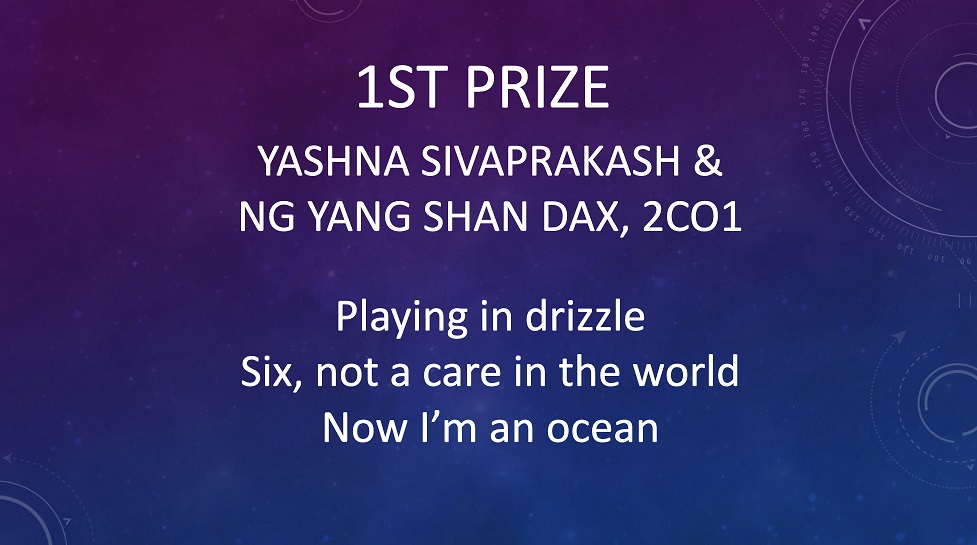 1ST PRIZE
YASHNA SIVAPRAKASH &
NG YANG SHAN DAX, 2CO1
Playing in drizzle
Six, not a care in the world
Now I’m an ocean